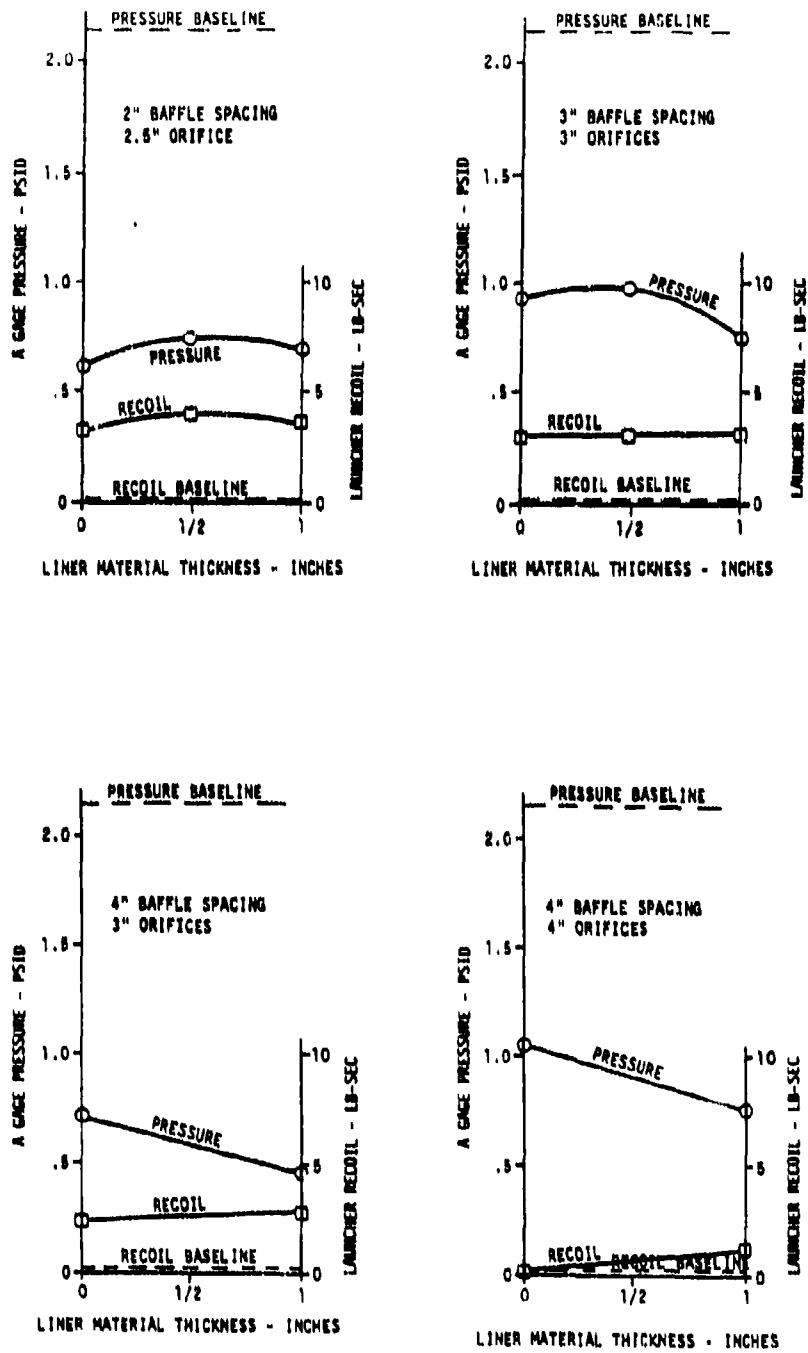 PRESSURE BASELINE
2.0
2" BAFFLE SPACING
2.5" ORIFICE
1.5
A GAGE PRESSURE - PSID
1.0
10
PRESSURE
LAUNCHER RECOIL - LB-SEC
.5
5
RECOIL
RECOIL BASELINE
0
0
0
1/2
1
LINER MATERIAL THICKNESS - INCHES
PRESSURE BASELINE
2.0
3" BAFFLE SPACING
3" ORIFICES
1.5
A GAGE PRESSURE - PSID
1.0
PRESSURE
10
LAUNCHER RECOIL - LB-SEC
.5
5
RECOIL
RECOIL BASELINE
0
0
0
1/2
1
LINER MATERIAL THICKNESS - INCHES
PRESSURE BASELINE
2.0
4" BAFFLE SPACING
3" ORIFICES
1.5
A GAGE PRESSURE - PSID
1.0
10
PRESSURE
LAUNCHER RECOIL - LB-SEC
.5
5
RECOIL
RECOIL BASELINE
0
0
0
1/2
1
LINER MATERIAL THICKNESS - INCHES
PRESSURE BASELINE
2.0
4" BAFFLE SPACING
4" ORIFICES
1.5
A GAGE PRESSURE - PSID
1.0
PRESSURE
10
LAUNCHER RECOIL - LB-SEC
.5
5
RECOIL
RECOIL BASELINE
0
0
0
1/2
1
LINER MATERIAL THICKNESS - INCHES